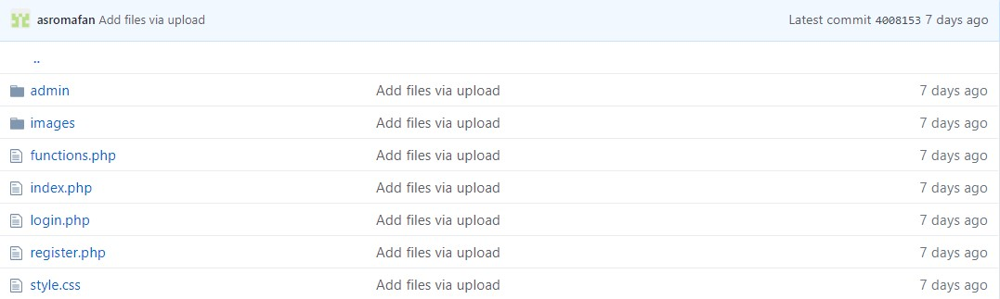 asromafan Add files via upload Latest commit 4008153 7 days ago
..
admin Add files via upload 7 days ago
images Add files via upload 7 days ago
functions.php Add files via upload 7 days ago
index.php Add files via upload 7 days ago
login.php Add files via upload 7 days ago
register.php Add files via upload 7 days ago
style.css Add files via upload 7 days ago